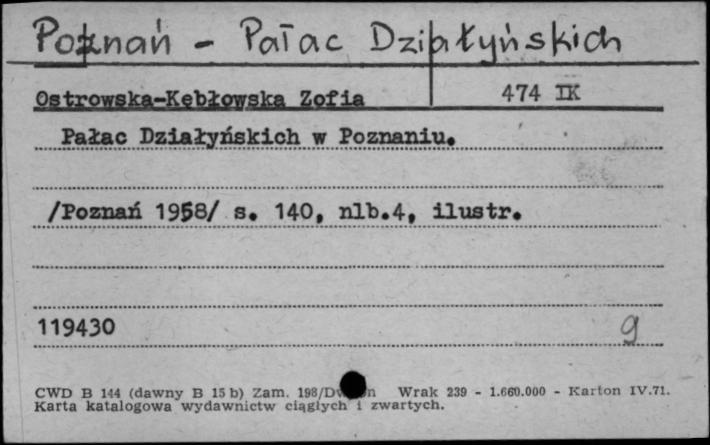 Poznań - Pałac Działyńskich
Ostrowska-Kębłowska Zofia 474 IK
Pałac Działyńskich w Poznaniu.
/Poznań 1958/ s. 140, nlb.4, ilustr.
119430 g
CWD B 144 (dawny B 15 b) Zam. 198/ Wrak 239 - 1.660.000 - Karton IV.71.
Karta katalogowa wydawnictw ciągłych i zwartych.